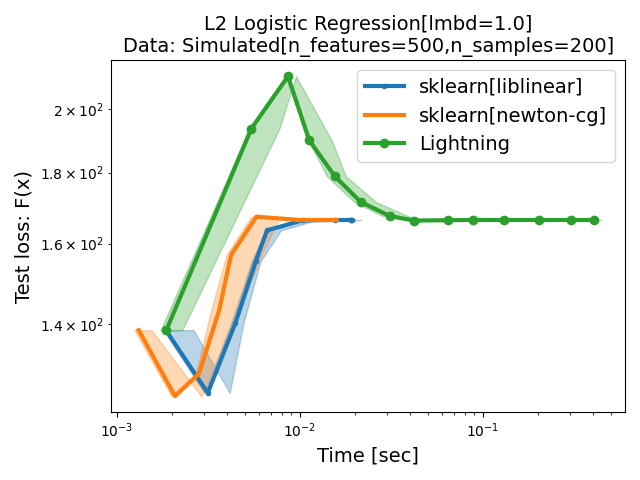 L2 Logistic Regression[lmbd=1.0]
Data: Simulated[n_features=500,n_samples=200]
sklearn[liblinear]
sklearn[newton-cg]
Lightning
Test loss: F(x)
2 × 10²
1.8 × 10²
1.6 × 10²
1.4 × 10²
10⁻³
10⁻²
10⁻¹
Time [sec]